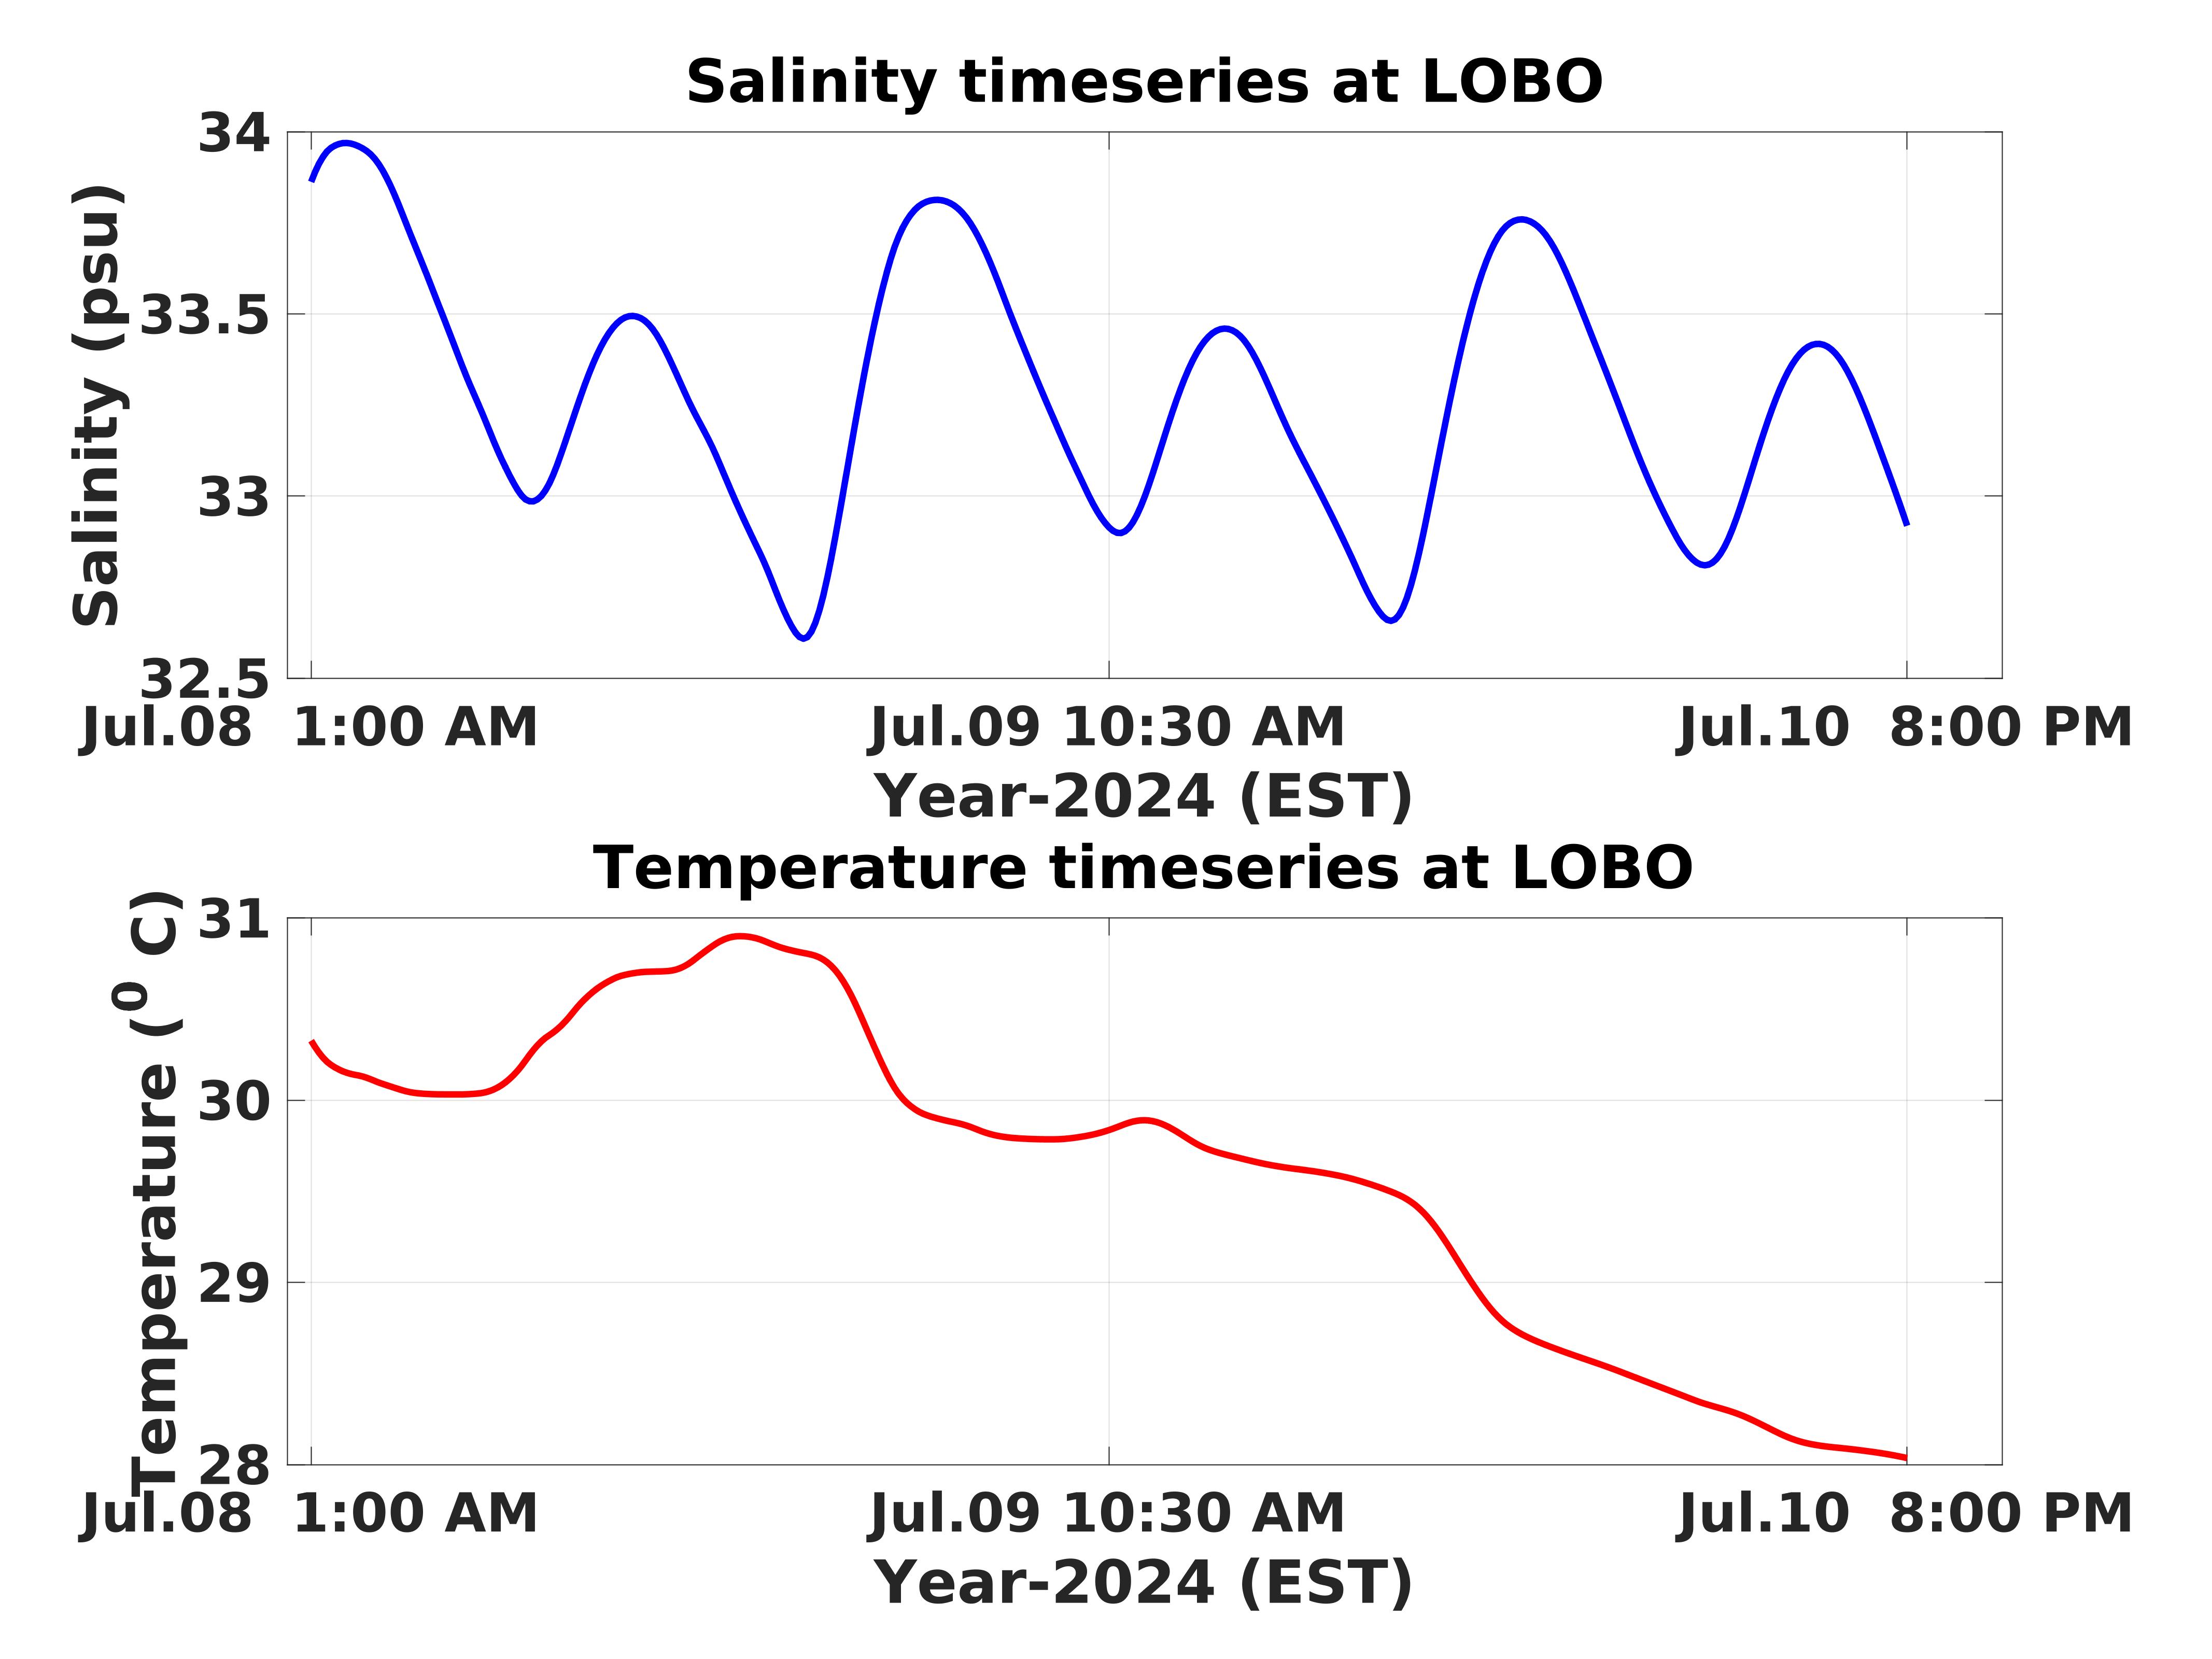 Salinity timeseries at LOBO
Salinity (psu)
34
33.5
33
32.5
Jul.08  1:00 AM
Jul.09 10:30 AM
Jul.10  8:00 PM
Year-2024 (EST)
Temperature timeseries at LOBO
Temperature (⁰ C)
31
30
29
28
Jul.08  1:00 AM
Jul.09 10:30 AM
Jul.10  8:00 PM
Year-2024 (EST)